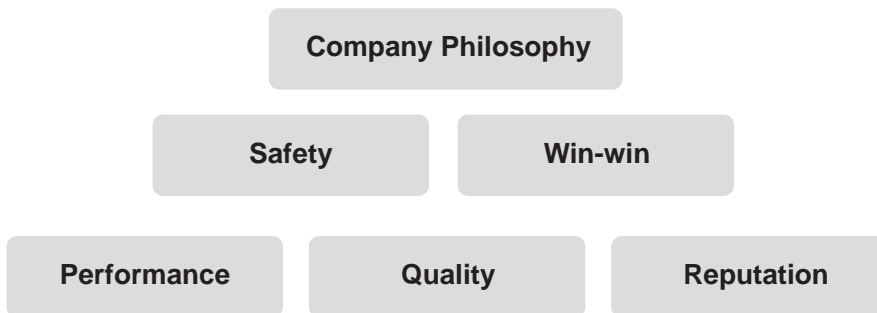 Company Philosophy
Safety
Win-win
Performance
Quality
Reputation